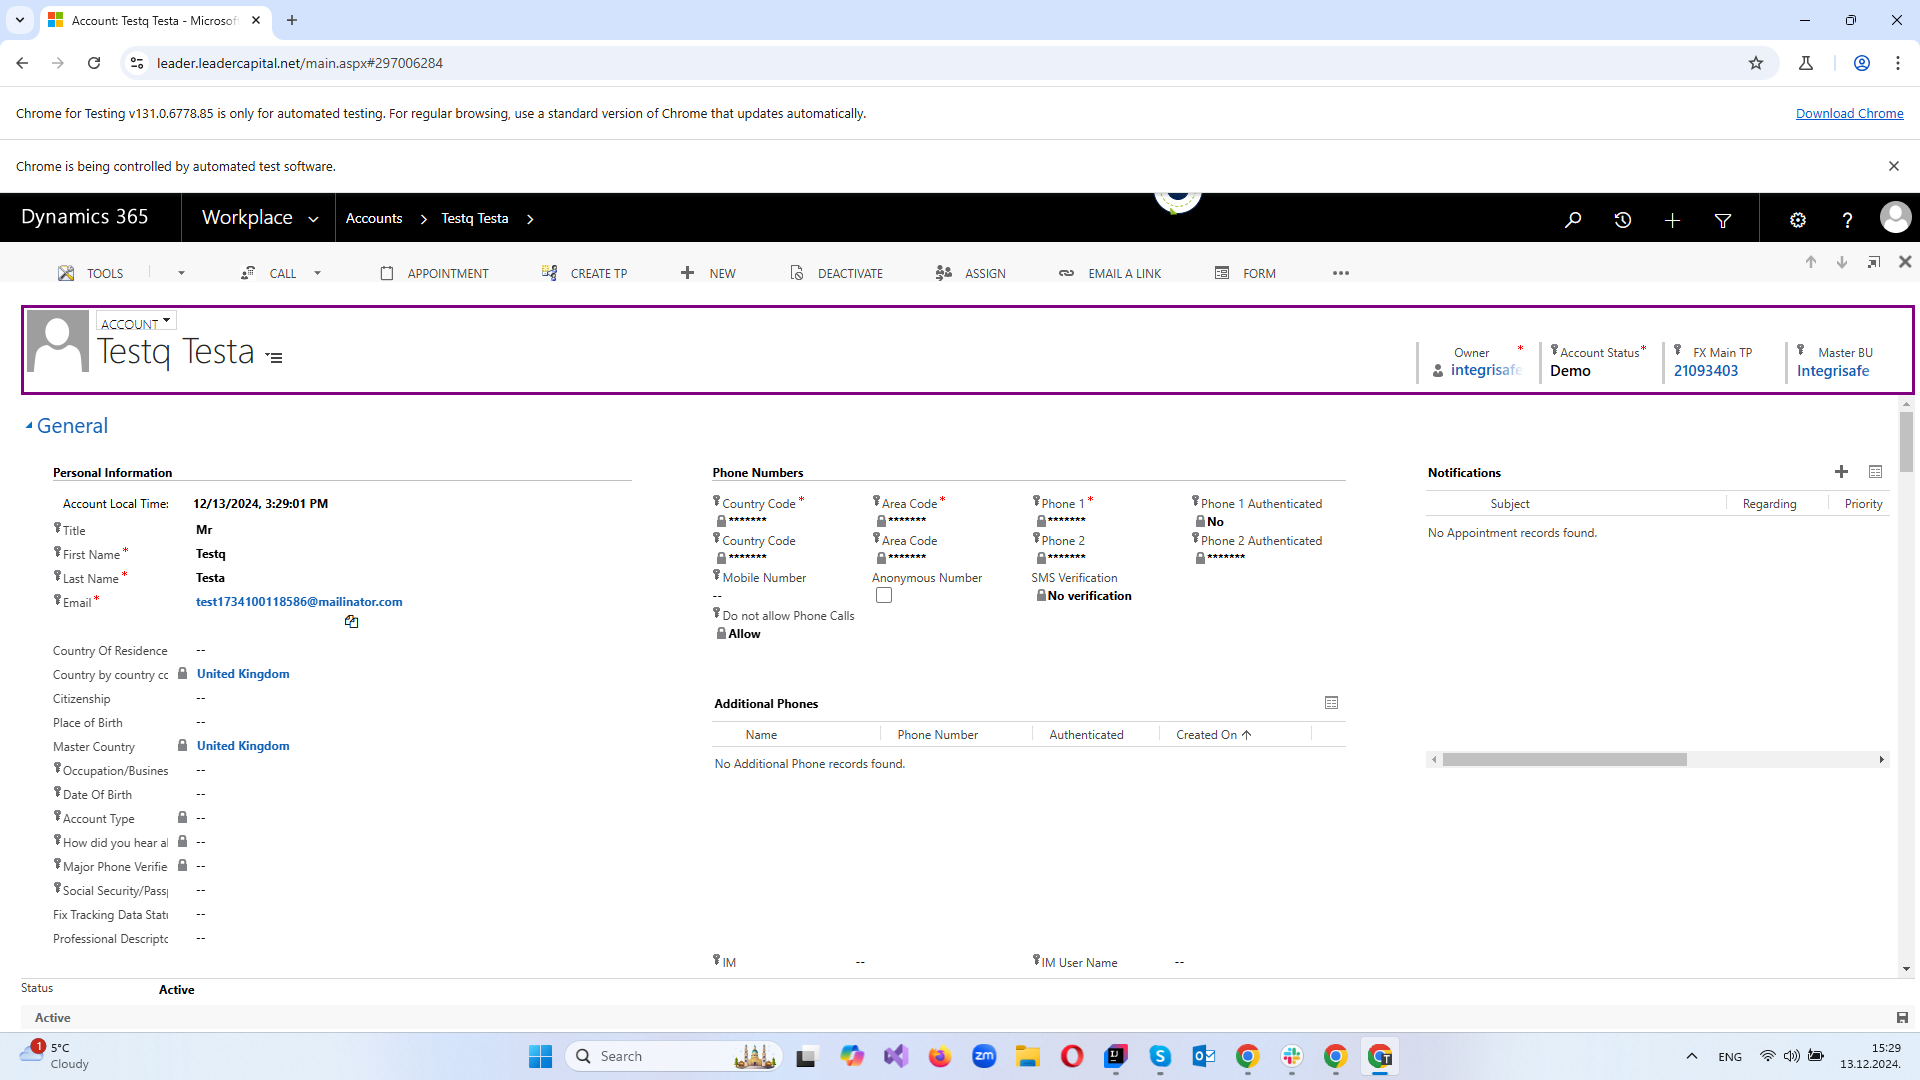 Account: Testq Testa - Microsof
leader.leadercapital.net/main.aspx#297006284
Chrome for Testing v131.0.6778.85 is only for automated testing. For regular browsing, use a standard version of Chrome that updates automatically.
Download Chrome
Chrome is being controlled by automated test software.
Dynamics 365
Workplace
Accounts
Testq Testa
TOOLS
CALL
APPOINTMENT
CREATE TP
NEW
DEACTIVATE
ASSIGN
EMAIL A LINK
FORM
ACCOUNT
Testq Testa
Owner *
integrisafe
Account Status *
Demo
FX Main TP
21093403
Master BU
Integrisafe
General
Personal Information
Account Local Time: 12/13/2024, 3:29:01 PM
Title Mr
First Name * Testq
Last Name * Testa
Email * test1734100118586@mailinator.com
Country Of Residence --
Country by country cc United Kingdom
Citizenship --
Place of Birth --
Master Country United Kingdom
Occupation/Busines --
Date Of Birth --
Account Type --
How did you hear al --
Major Phone Verifie --
Social Security/Passp --
Fix Tracking Data Statu --
Professional Descripto --
Phone Numbers
Country Code * Area Code * Phone 1 * Phone 1 Authenticated
******* ******* ******* No
Country Code Area Code Phone 2 Phone 2 Authenticated
******* ******* ******* *******
Mobile Number Anonymous Number SMS Verification
-- No verification
Do not allow Phone Calls
Allow
Additional Phones
Name Phone Number Authenticated Created On
No Additional Phone records found.
IM -- IM User Name --
Notifications
Subject Regarding Priority
No Appointment records found.
Status Active
Active
1
5°C
Cloudy
Search
zm
ENG
15:29
13.12.2024.